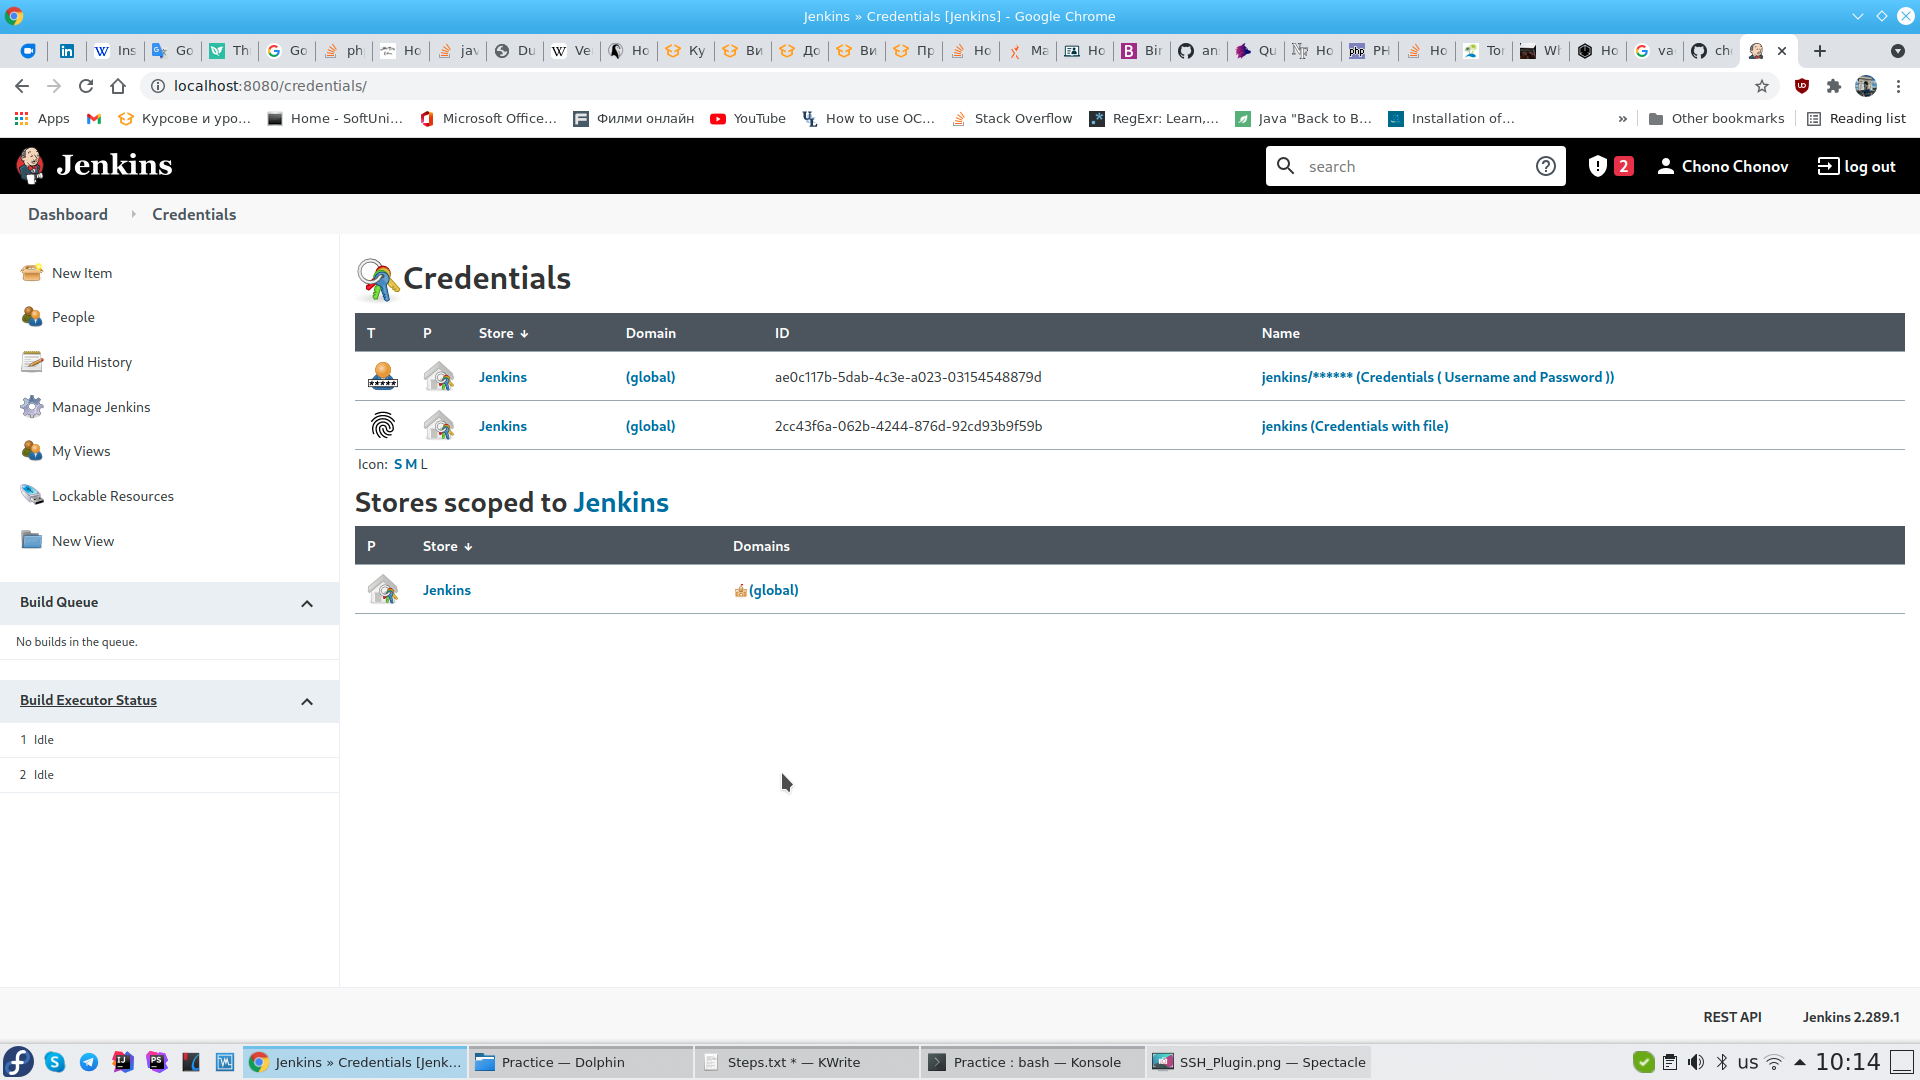 Jenkins » Credentials [Jenkins] - Google Chrome
Ins Go Th Go ph Ho jav Du Ve Ho Ку Ви До Ви Пр Ho Ma Ho Bir an Qu Ho PH Ho Tor Wh Ho va ch
localhost:8080/credentials/
Apps Курсове и уро... Home - SoftUni... Microsoft Office... Филми онлайн YouTube How to use OC... Stack Overflow RegExr: Learn,... Java "Back to B... Installation of... » Other bookmarks Reading list
Jenkins search 2 Chono Chonov log out
Dashboard Credentials
New Item
People
Build History
Manage Jenkins
My Views
Lockable Resources
New View
Build Queue
No builds in the queue.
Build Executor Status
1 Idle
2 Idle
Credentials
T P Store ↓ Domain ID Name
Jenkins (global) ae0c117b-5dab-4c3e-a023-03154548879d jenkins/****** (Credentials ( Username and Password ))
Jenkins (global) 2cc43f6a-062b-4244-876d-92cd93b9f59b jenkins (Credentials with file)
Icon: S M L
Stores scoped to Jenkins
P Store ↓ Domains
Jenkins (global)
REST API Jenkins 2.289.1
Jenkins » Credentials [Jenk... Practice — Dolphin Steps.txt * — KWrite Practice : bash — Konsole SSH_Plugin.png — Spectacle us 10:14